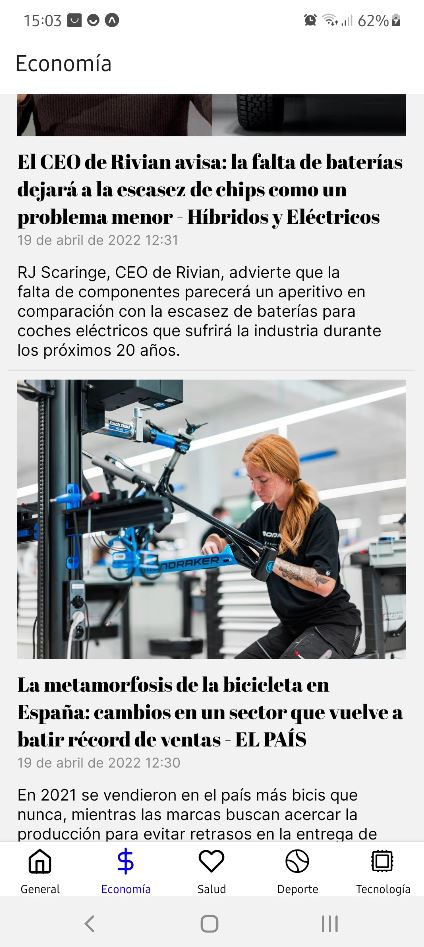 15:03
62%
Economía
El CEO de Rivian avisa: la falta de baterías
dejará a la escasez de chips como un
problema menor - Híbridos y Eléctricos
19 de abril de 2022 12:31
RJ Scaringe, CEO de Rivian, advierte que la
falta de componentes parecerá un aperitivo en
comparación con la escasez de baterías para
coches eléctricos que sufrirá la industria durante
los próximos 20 años.
NDRAKER
La metamorfosis de la bicicleta en
España: cambios en un sector que vuelve a
batir récord de ventas - EL PAÍS
19 de abril de 2022 12:30
En 2021 se vendieron en el país más bicis que
nunca, mientras las marcas buscan acercar la
producción para evitar retrasos en la entrega de
General
Economía
Salud
Deporte
Tecnología